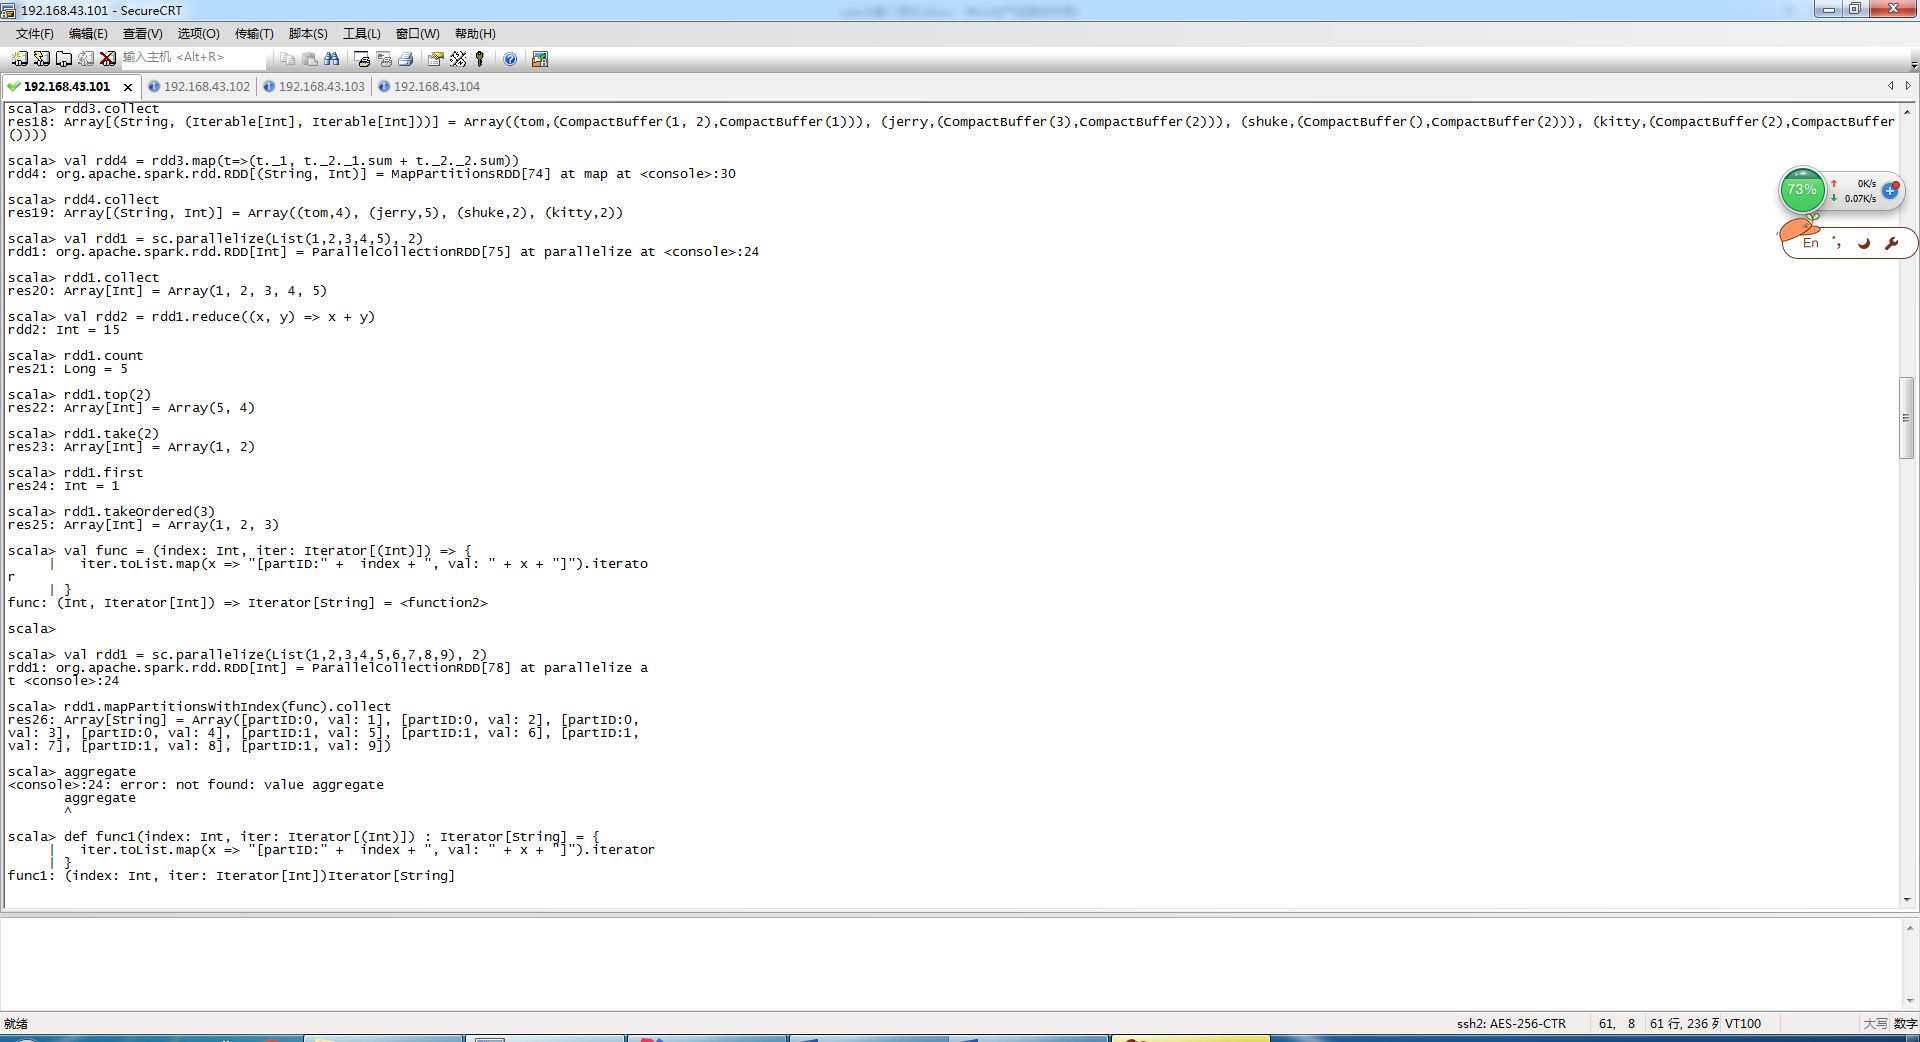 192.168.43.101 - SecureCRT
文件(F) 编辑(E) 查看(V) 选项(O) 传输(T) 脚本(S) 工具(L) 窗口(W) 帮助(H)
输入主机 <Alt+R>
192.168.43.101 192.168.43.102 192.168.43.103 192.168.43.104
scala> rdd3.collect
res18: Array[(String, (Iterable[Int], Iterable[Int]))] = Array((tom,(CompactBuffer(1, 2),CompactBuffer(1))), (jerry,(CompactBuffer(3),CompactBuffer(2))), (shuke,(CompactBuffer(),CompactBuffer(2))), (kitty,(CompactBuffer(2),CompactBuffer
())))
scala> val rdd4 = rdd3.map(t=>(t._1, t._2._1.sum + t._2._2.sum))
rdd4: org.apache.spark.rdd.RDD[(String, Int)] = MapPartitionsRDD[74] at map at <console>:30
scala> rdd4.collect
res19: Array[(String, Int)] = Array((tom,4), (jerry,5), (shuke,2), (kitty,2))
scala> val rdd1 = sc.parallelize(List(1,2,3,4,5), 2)
rdd1: org.apache.spark.rdd.RDD[Int] = ParallelCollectionRDD[75] at parallelize at <console>:24
scala> rdd1.collect
res20: Array[Int] = Array(1, 2, 3, 4, 5)
scala> val rdd2 = rdd1.reduce((x, y) => x + y)
rdd2: Int = 15
scala> rdd1.count
res21: Long = 5
scala> rdd1.top(2)
res22: Array[Int] = Array(5, 4)
scala> rdd1.take(2)
res23: Array[Int] = Array(1, 2)
scala> rdd1.first
res24: Int = 1
scala> rdd1.takeOrdered(3)
res25: Array[Int] = Array(1, 2, 3)
scala> val func = (index: Int, iter: Iterator[(Int)]) => {
| iter.toList.map(x => "[partID:" + index + ", val: " + x + "]").iterato
r
| }
func: (Int, Iterator[Int]) => Iterator[String] = <function2>
scala>
scala> val rdd1 = sc.parallelize(List(1,2,3,4,5,6,7,8,9), 2)
rdd1: org.apache.spark.rdd.RDD[Int] = ParallelCollectionRDD[78] at parallelize a
t <console>:24
scala> rdd1.mapPartitionsWithIndex(func).collect
res26: Array[String] = Array([partID:0, val: 1], [partID:0, val: 2], [partID:0,
val: 3], [partID:0, val: 4], [partID:1, val: 5], [partID:1, val: 6], [partID:1,
val: 7], [partID:1, val: 8], [partID:1, val: 9])
scala> aggregate
<console>:24: error: not found: value aggregate
aggregate
^
scala> def func1(index: Int, iter: Iterator[(Int)]) : Iterator[String] = {
| iter.toList.map(x => "[partID:" + index + ", val: " + x + "]").iterator
| }
func1: (index: Int, iter: Iterator[Int])Iterator[String]
73% 0K/s
0.07K/s
En
就绪 ssh2: AES-256-CTR 61, 8 61 行, 236 列 VT100 大写 数字